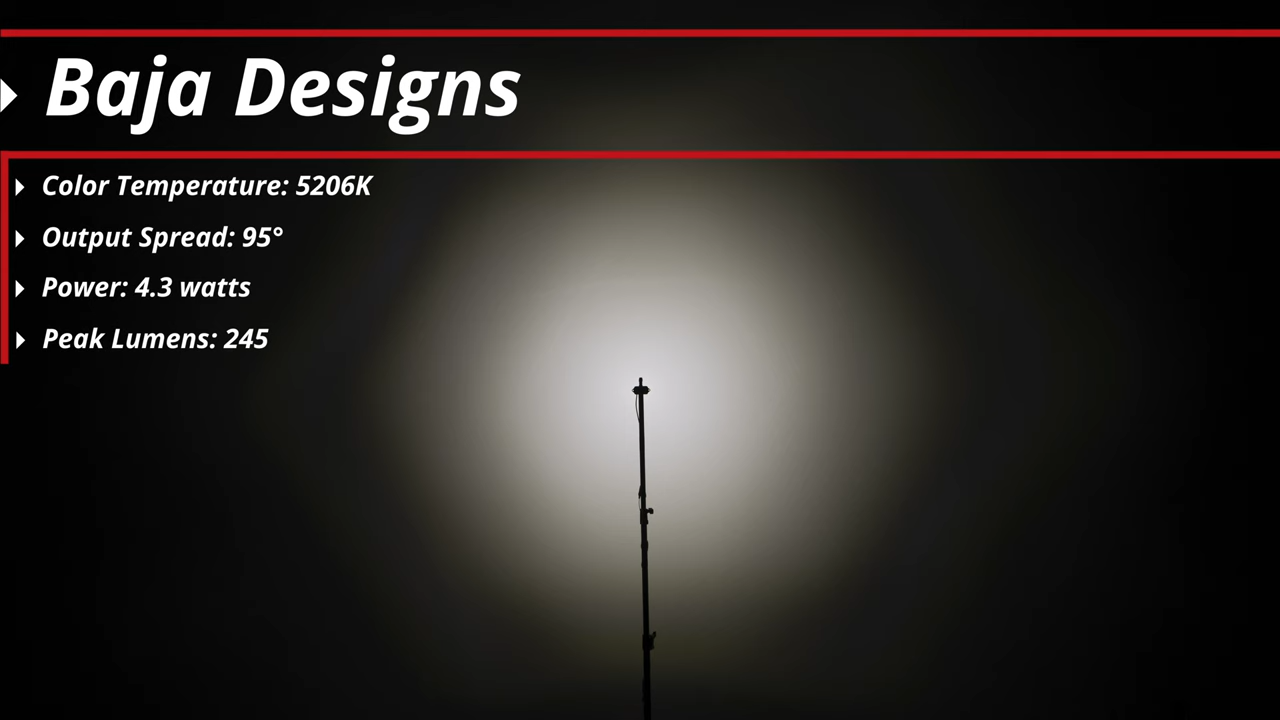 Baja Designs
Color Temperature: 5206K
Output Spread: 95°
Power: 4.3 watts
Peak Lumens: 245